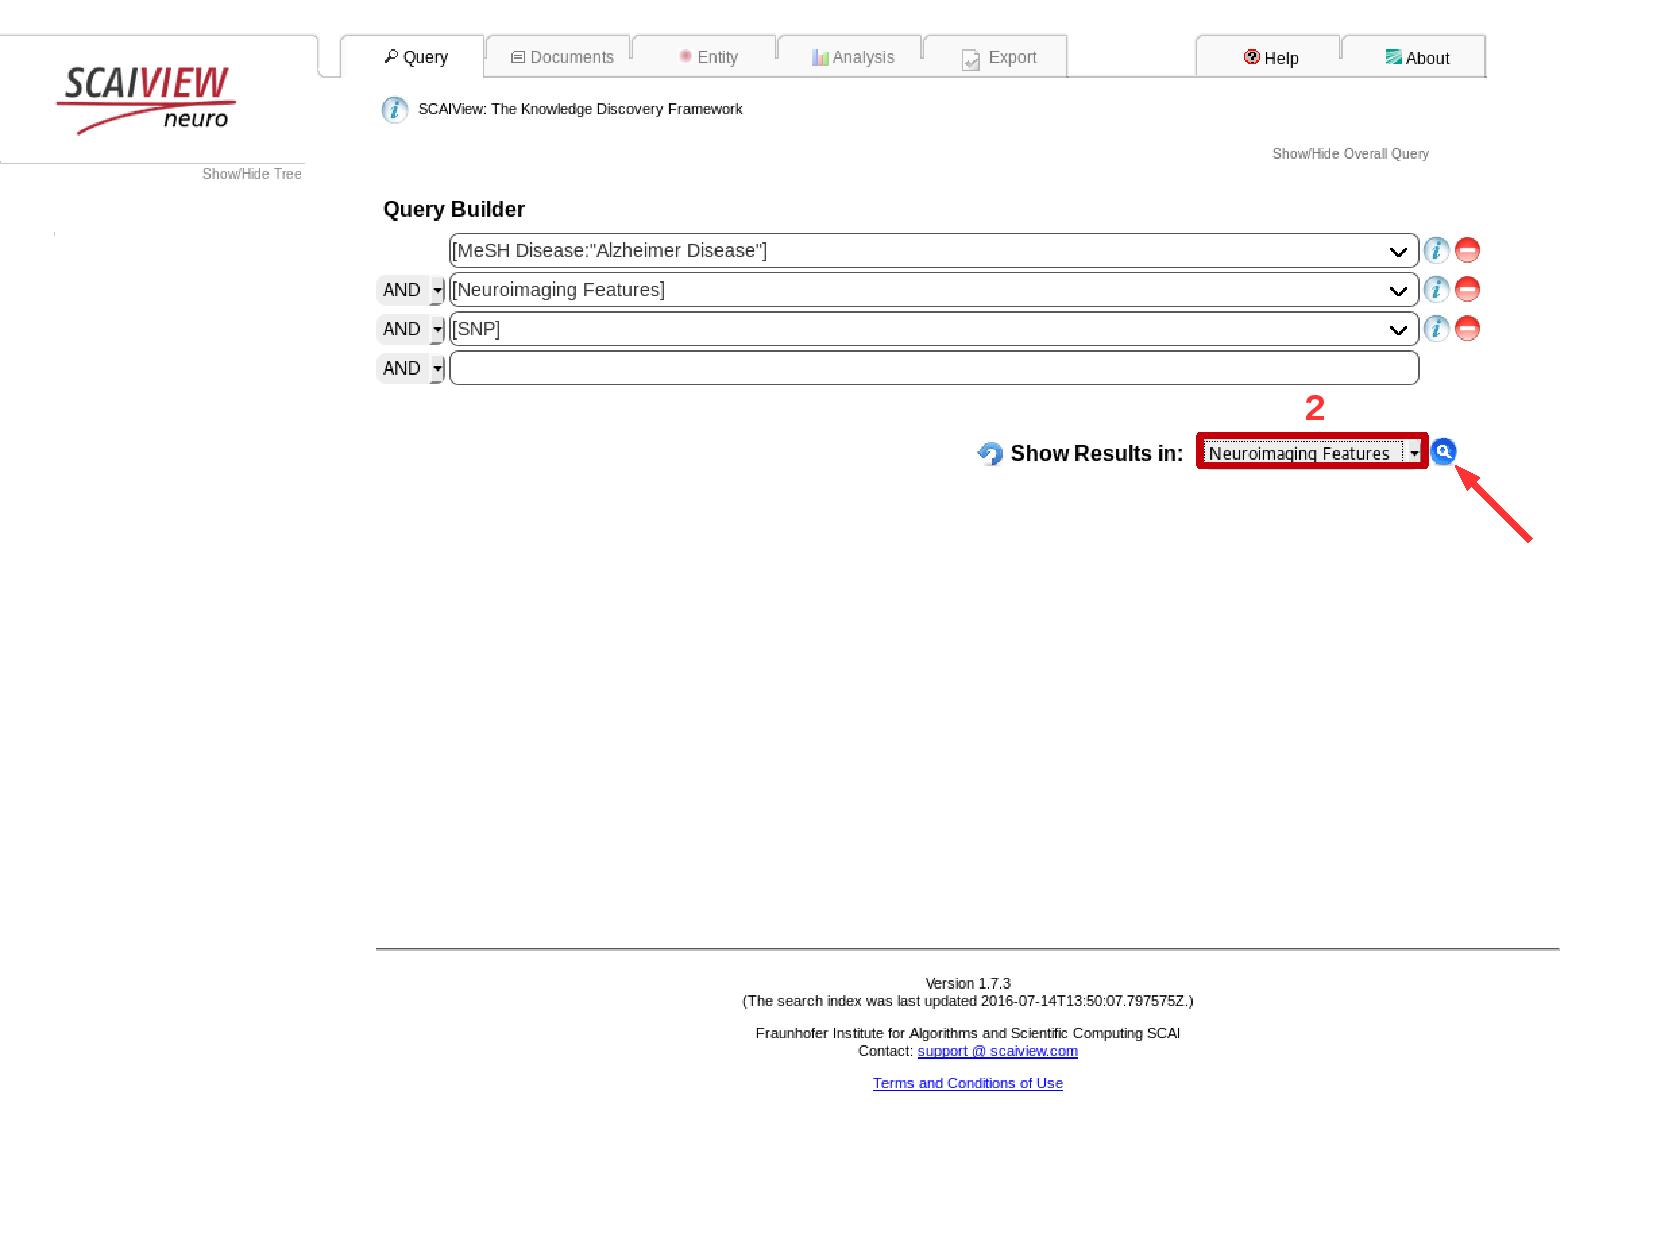 SCAIVIEW
neuro
Query Documents Entity Analysis Export Help About
SCAIView: The Knowledge Discovery Framework
Show/Hide Overall Query
Show/Hide Tree
Query Builder
[MeSH Disease:"Alzheimer Disease"]
AND [Neuroimaging Features]
AND [SNP]
AND
2
Show Results in: Neuroimaging Features
Version 1.7.3
(The search index was last updated 2016-07-14T13:50:07.797575Z.)
Fraunhofer Institute for Algorithms and Scientific Computing SCAI
Contact: support @ scaiview.com
Terms and Conditions of Use